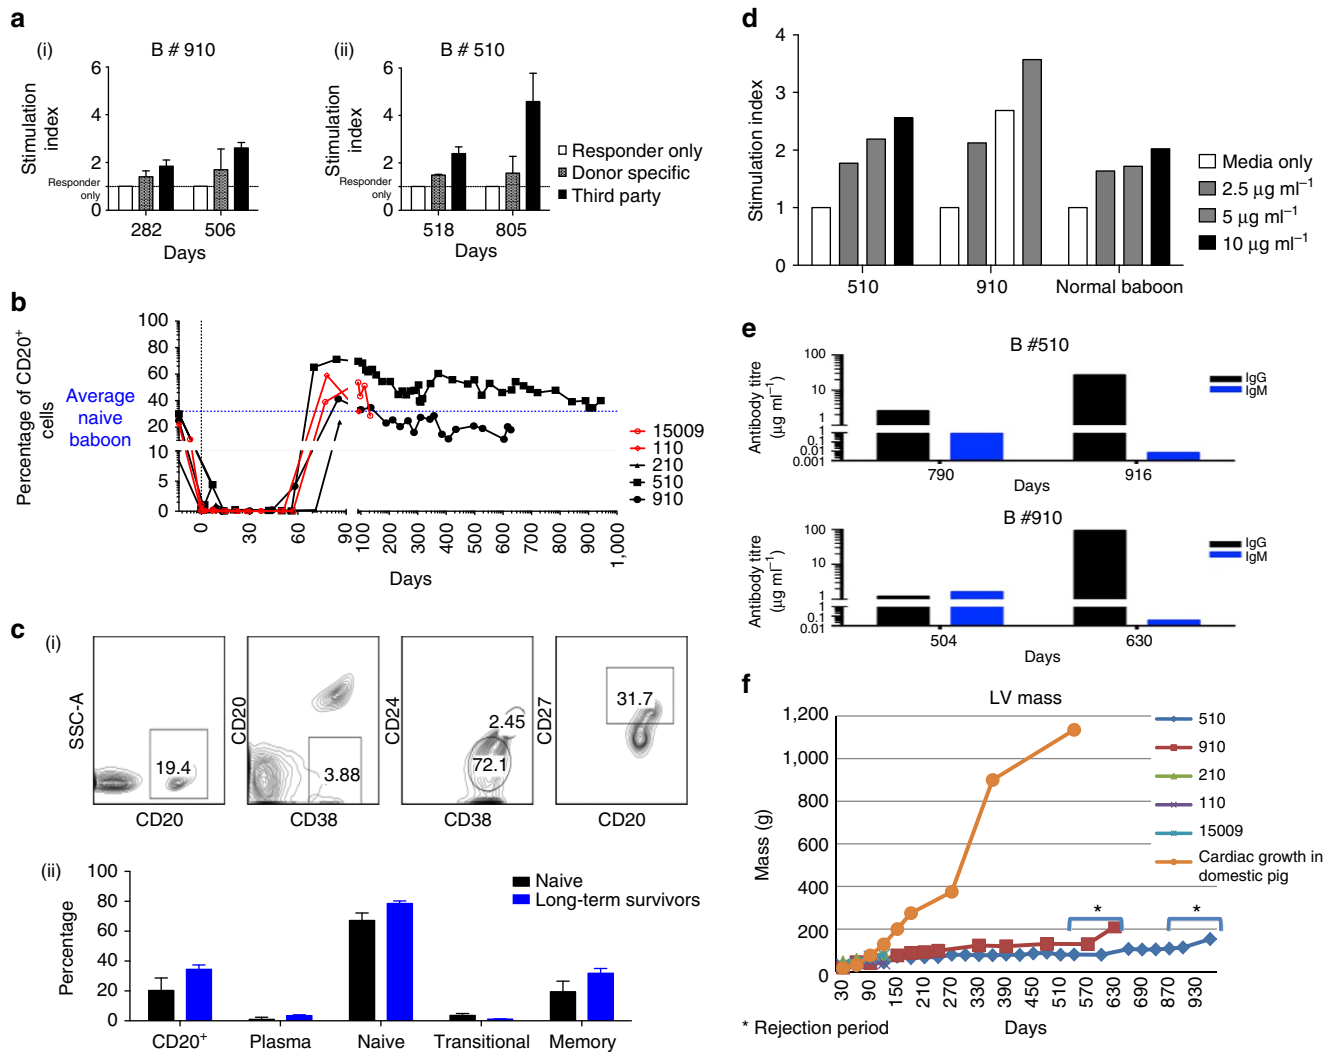 a
(i)
B # 910
Stimulation index
6
4
2
0
Responder only
282
506
Days
(ii)
B # 510
Stimulation index
6
4
2
0
Responder only
518
805
Days
Responder only
Donor specific
Third party
b
Percentage of CD20⁺ cells
Average naive baboon
100
80
60
40
20
10
5
0
0
30
60
90
100
200
300
400
500
600
700
800
900
1,000
Days
15009
110
210
510
910
c
(i)
SSC-A
19.4
CD20
CD20
3.88
CD38
CD24
2.45
72.1
CD38
CD27
31.7
CD20
(ii)
Percentage
100
80
60
40
20
0
Naive
Long-term survivors
CD20⁺
Plasma
Naive
Transitional
Memory
d
Stimulation index
4
3
2
1
0
510
910
Normal baboon
Media only
2.5 µg ml⁻¹
5 µg ml⁻¹
10 µg ml⁻¹
e
B #510
Antibody titre (µg ml⁻¹)
100
10
1
0.1
0.01
0.001
790
916
Days
IgG
IgM
B #910
Antibody titre (µg ml⁻¹)
100
10
1
1
0.1
0.01
504
630
Days
IgG
IgM
f
LV mass
Mass (g)
1,200
1,000
800
600
400
200
0
30
90
150
210
270
330
390
450
510
570
630
690
870
930
* Rejection period
Days
*
*
510
910
210
110
15009
Cardiac growth in
domestic pig